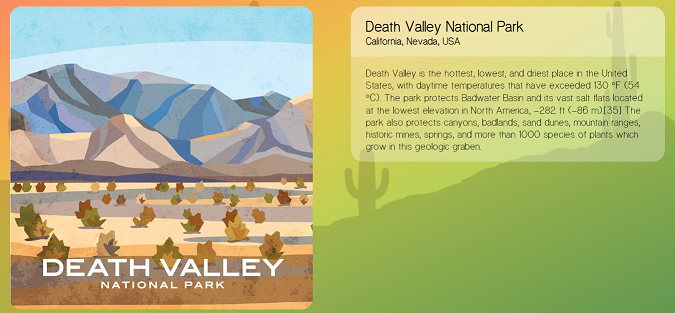 DEATH VALLEY
NATIONAL PARK
Death Valley National Park
California, Nevada, USA
Death Valley is the hottest, lowest, and driest place in the United
States, with daytime temperatures that have exceeded 130 °F (54
°C). The park protects Badwater Basin and its vast salt flats located
at the lowest elevation in North America, −282 ft (−86 m).[35] The
park also protects canyons, badlands, sand dunes, mountain ranges,
historic mines, springs, and more than 1000 species of plants which
grow in this geologic graben.